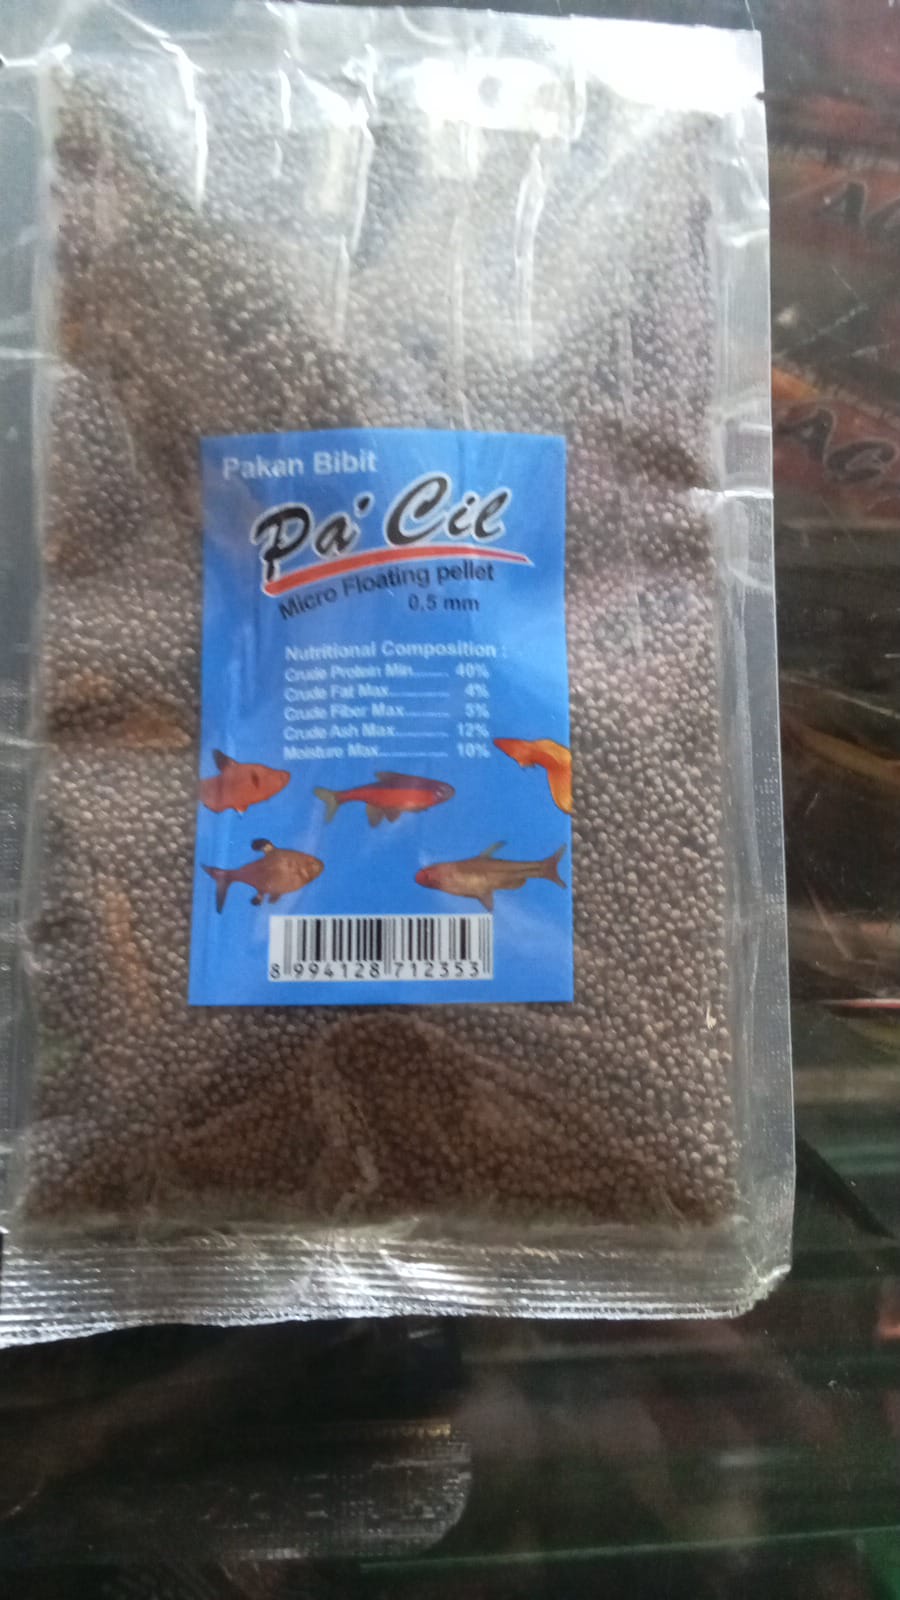 Pakan Bibit
Pa' Cil
Micro Floating pellet
0,5 mm
Nutritional Composition :
Crude Protein Min....... 40%
Crude Fat Max............ 4%
Crude Fiber Max.......... 5%
Crude Ash Max........... 12%
Moisture Max.............. 10%
8 994128 712353